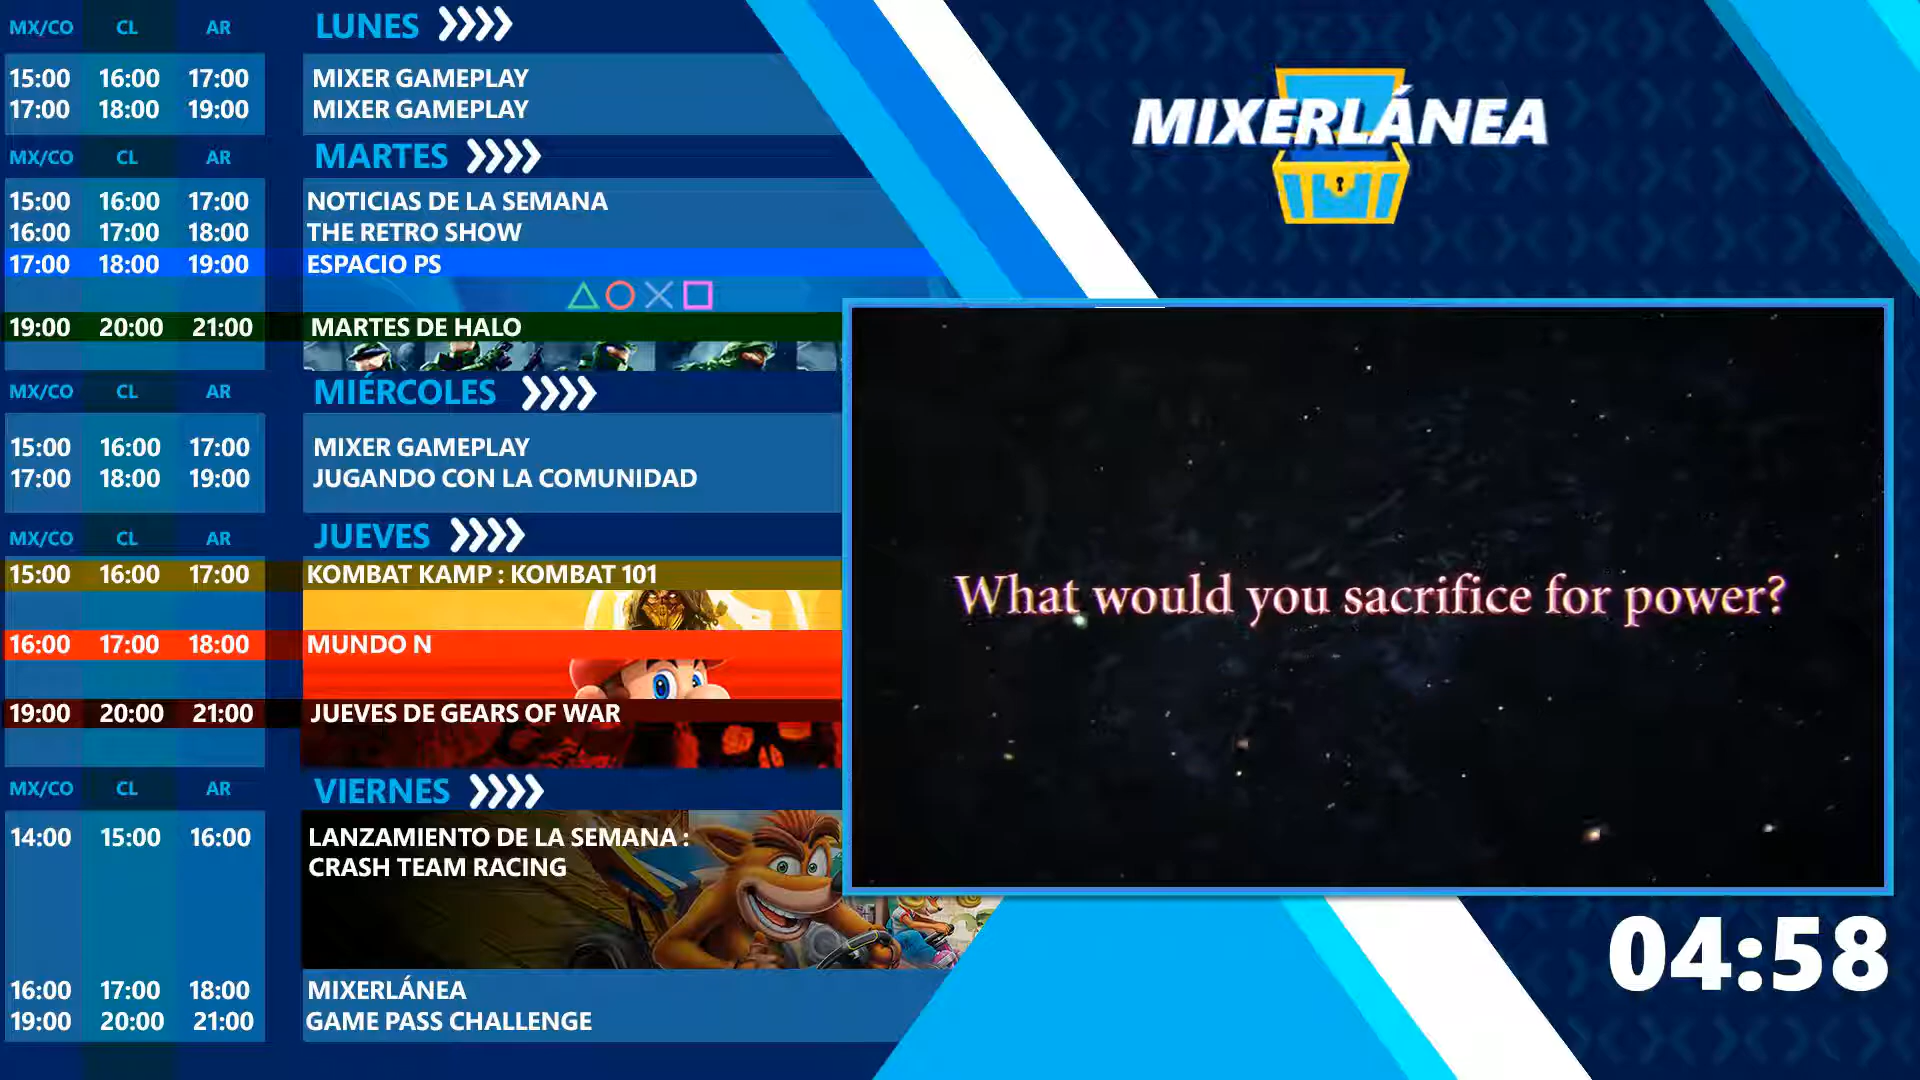 MX/CO CL AR LUNES
15:00 16:00 17:00 MIXER GAMEPLAY
17:00 18:00 19:00 MIXER GAMEPLAY
MX/CO CL AR MARTES
15:00 16:00 17:00 NOTICIAS DE LA SEMANA
16:00 17:00 18:00 THE RETRO SHOW
17:00 18:00 19:00 ESPACIO PS
19:00 20:00 21:00 MARTES DE HALO
MX/CO CL AR MIÉRCOLES
15:00 16:00 17:00 MIXER GAMEPLAY
17:00 18:00 19:00 JUGANDO CON LA COMUNIDAD
MX/CO CL AR JUEVES
15:00 16:00 17:00 KOMBAT KAMP : KOMBAT 101
16:00 17:00 18:00 MUNDO N
19:00 20:00 21:00 JUEVES DE GEARS OF WAR
MX/CO CL AR VIERNES
14:00 15:00 16:00 LANZAMIENTO DE LA SEMANA :
CRASH TEAM RACING
16:00 17:00 18:00 MIXERLÁNEA
19:00 20:00 21:00 GAME PASS CHALLENGE
MIXERLÁNEA
What would you sacrifice for power?
04:58